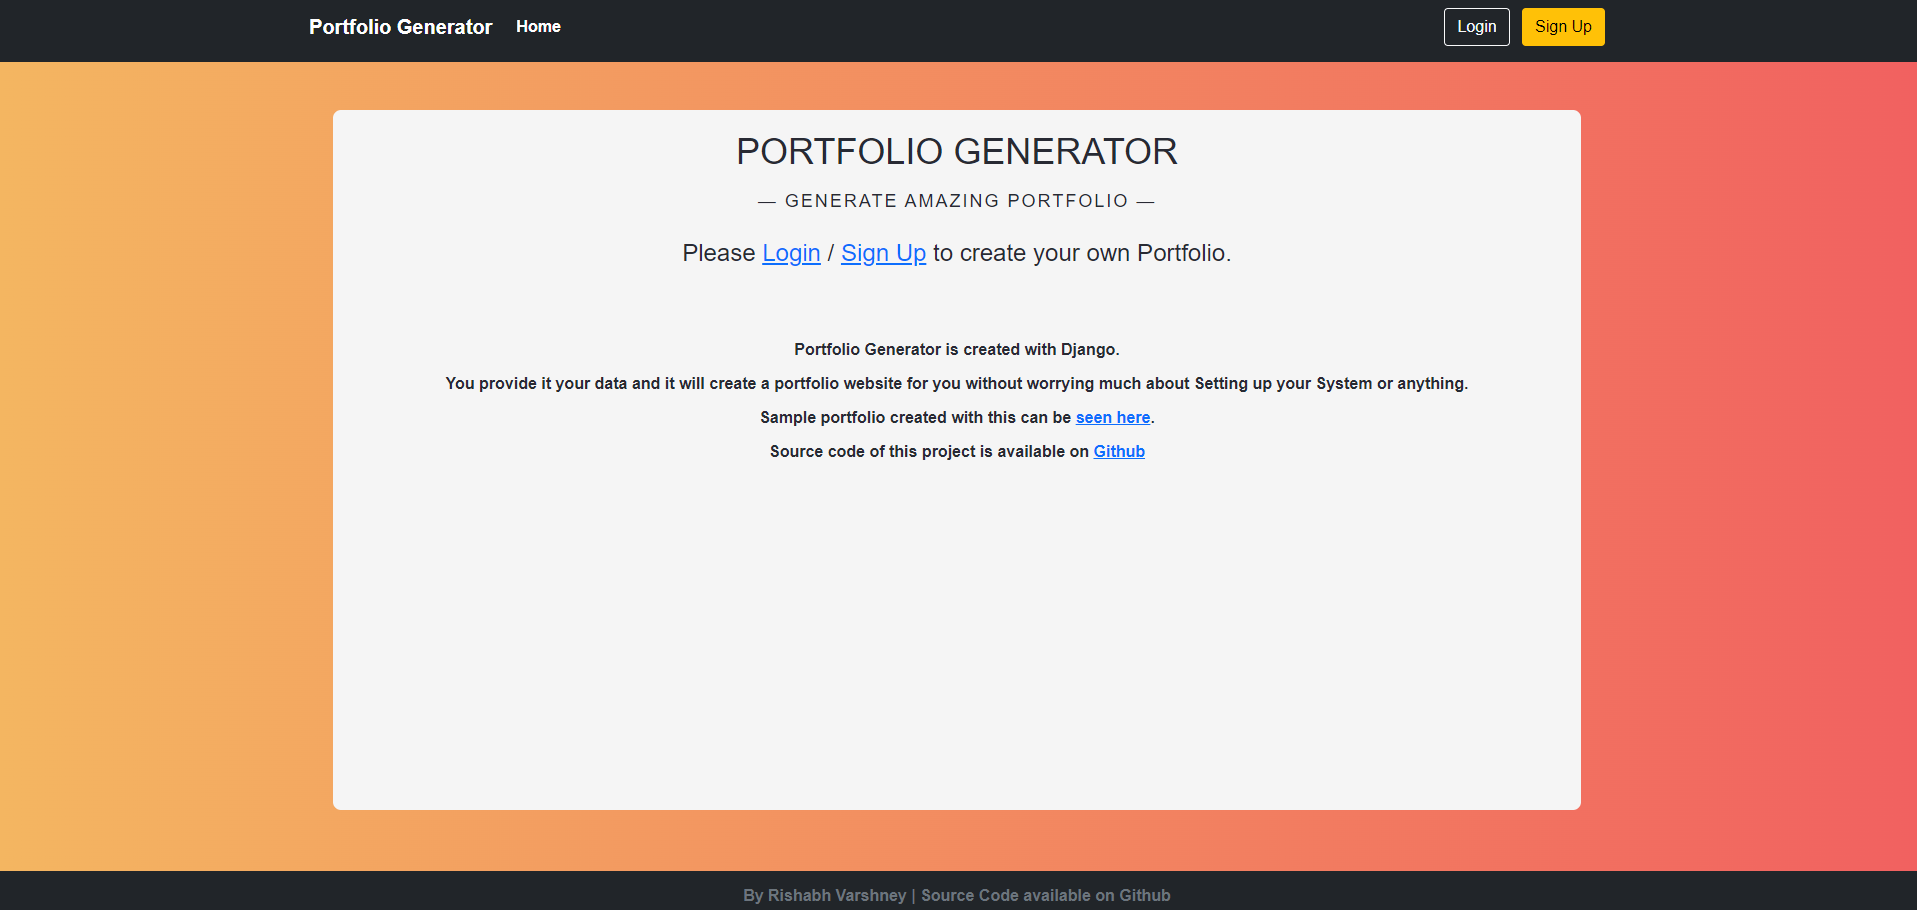 Portfolio Generator Home Login Sign Up
PORTFOLIO GENERATOR
— GENERATE AMAZING PORTFOLIO —
Please Login / Sign Up to create your own Portfolio.
Portfolio Generator is created with Django.
You provide it your data and it will create a portfolio website for you without worrying much about Setting up your System or anything.
Sample portfolio created with this can be seen here.
Source code of this project is available on Github
By Rishabh Varshney | Source Code available on Github